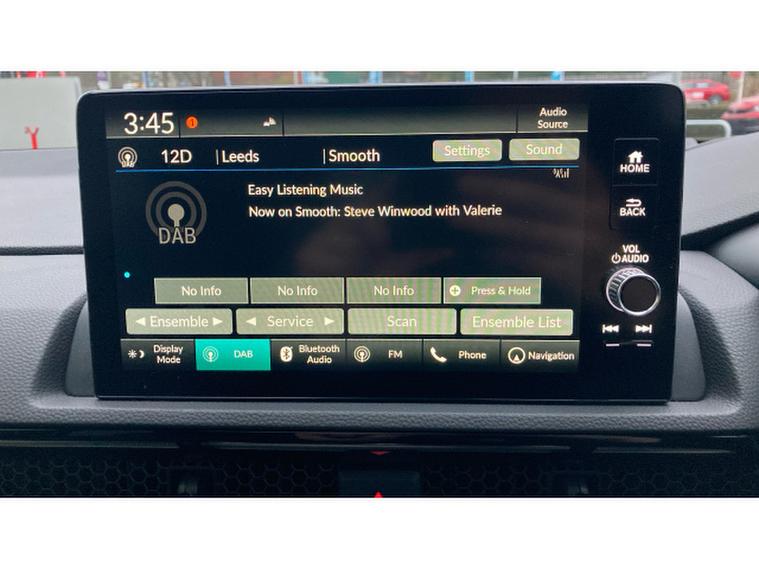 3:45 1 Audio Source
DAB 12D Leeds Smooth Settings Sound
Easy Listening Music
Now on Smooth: Steve Winwood with Valerie
DAB
No Info No Info No Info Press & Hold
Ensemble Service Scan Ensemble List
Display Mode DAB Bluetooth Audio FM Phone Navigation
HOME
BACK
VOL
AUDIO